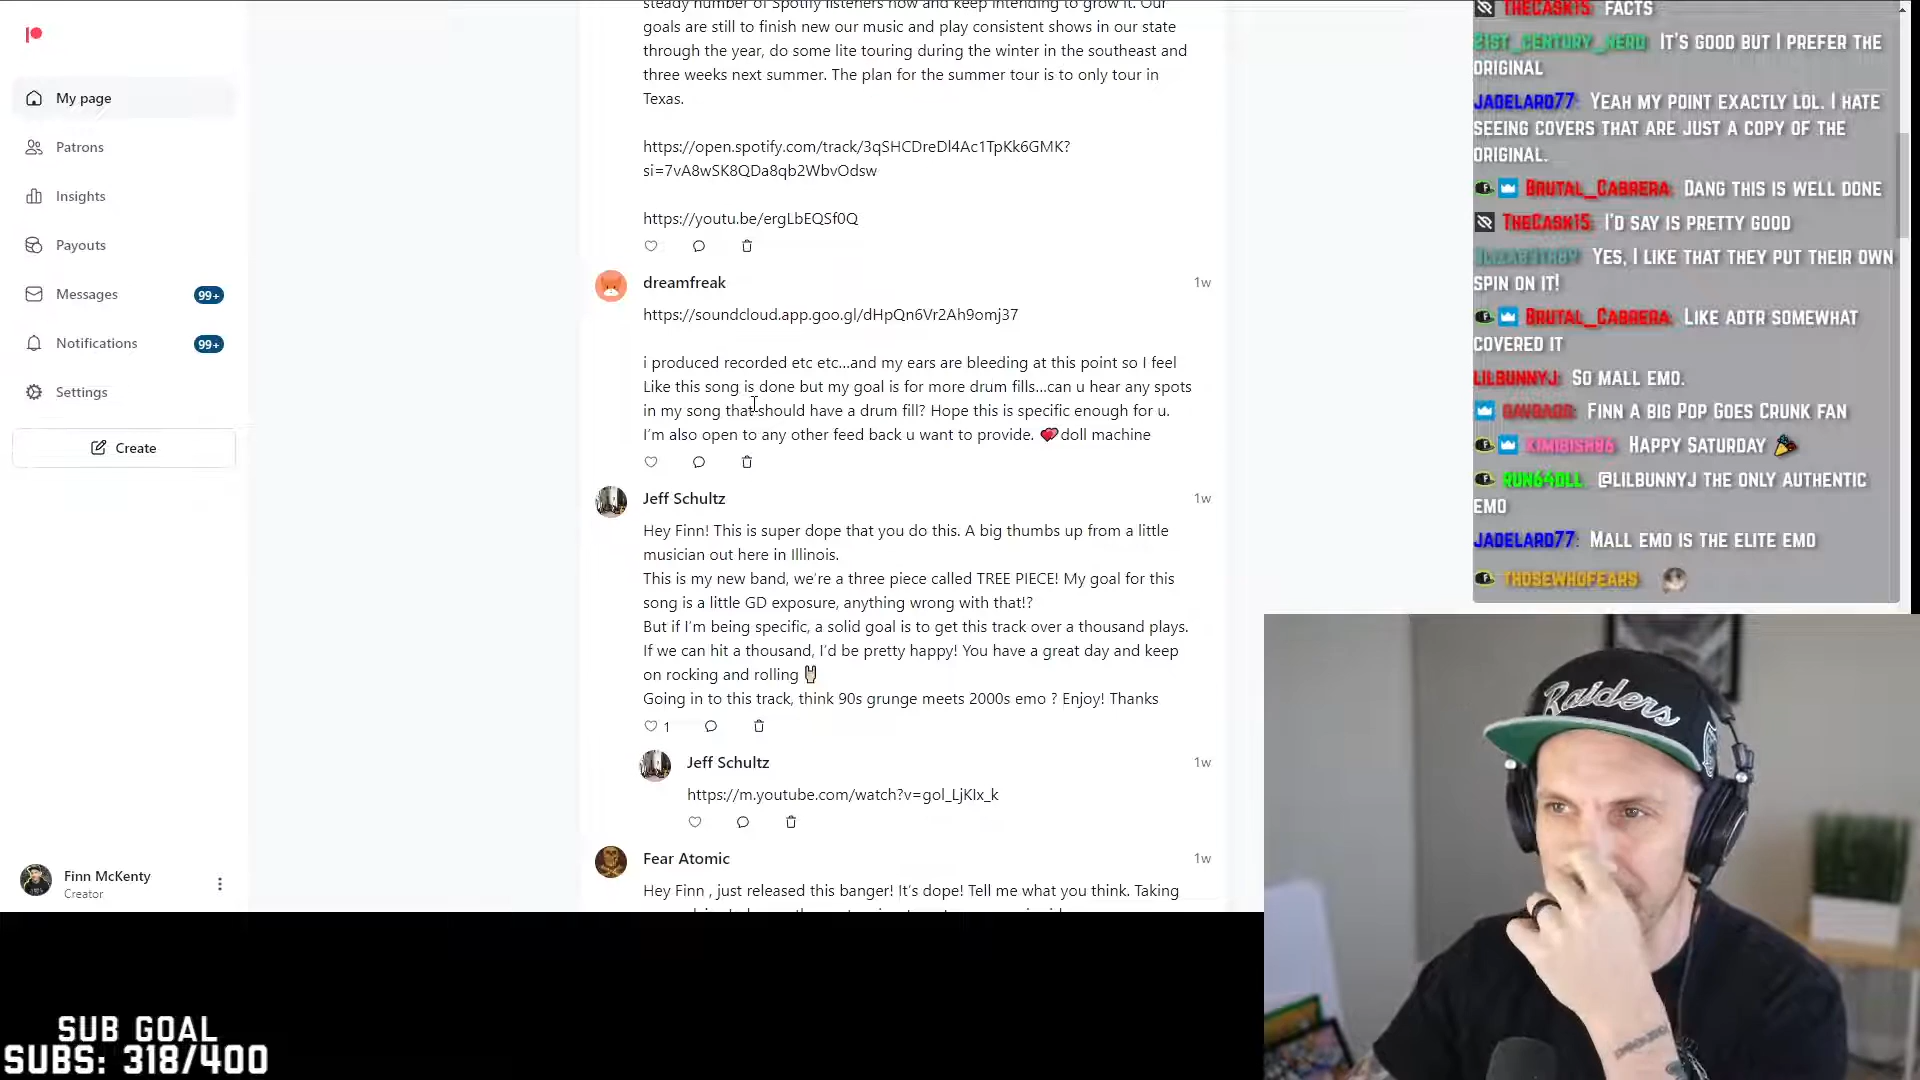 My page
Patrons
Insights
Payouts
Messages
99+
Notifications
99+
Settings
Create
Finn McKenty
Creator
steady number of Spotify listeners now and keep intending to grow it. Our
goals are still to finish new our music and play consistent shows in our state
through the year, do some lite touring during the winter in the southeast and
three weeks next summer. The plan for the summer tour is to only tour in
Texas.
https://open.spotify.com/track/3qSHCDreDl4Ac1TpKk6GMK?
si=7vA8wSK8QDa8qb2WbvOdsw
https://youtu.be/ergLbEQSf0Q
dreamfreak
1w
https://soundcloud.app.goo.gl/dHpQn6Vr2Ah9omj37
i produced recorded etc etc...and my ears are bleeding at this point so I feel
Like this song is done but my goal is for more drum fills...can u hear any spots
in my song that should have a drum fill? Hope this is specific enough for u.
I'm also open to any other feed back u want to provide. 💘doll machine
Jeff Schultz
1w
Hey Finn! This is super dope that you do this. A big thumbs up from a little
musician out here in Illinois.
This is my new band, we're a three piece called TREE PIECE! My goal for this
song is a little GD exposure, anything wrong with that!?
But if I'm being specific, a solid goal is to get this track over a thousand plays.
If we can hit a thousand, I'd be pretty happy! You have a great day and keep
on rocking and rolling 🤘
Going in to this track, think 90s grunge meets 2000s emo ? Enjoy! Thanks
1
Jeff Schultz
1w
https://m.youtube.com/watch?v=gol_LjKIx_k
Fear Atomic
1w
Hey Finn , just released this banger! It's dope! Tell me what you think. Taking
THECASK15: FACTS
21ST_CENTURY_NERD: IT'S GOOD BUT I PREFER THE
ORIGINAL
JADELARD77: YEAH MY POINT EXACTLY LOL. I HATE
SEEING COVERS THAT ARE JUST A COPY OF THE
ORIGINAL.
BRUTAL_CABRERA: DANG THIS IS WELL DONE
THECASK15: I'D SAY IS PRETTY GOOD
YES, I LIKE THAT THEY PUT THEIR OWN
SPIN ON IT!
BRUTAL_CABRERA: LIKE ADTR SOMEWHAT
COVERED IT
LILBUNNYJ: SO MALL EMO.
FINN A BIG POP GOES CRUNK FAN
KIMIBISH86: HAPPY SATURDAY 🎉
RUN64DLL: @LILBUNNYJ THE ONLY AUTHENTIC
EMO
JADELARD77: MALL EMO IS THE ELITE EMO
THOSEWHOFEARS
Raiders
SUB GOAL
SUBS: 318/400